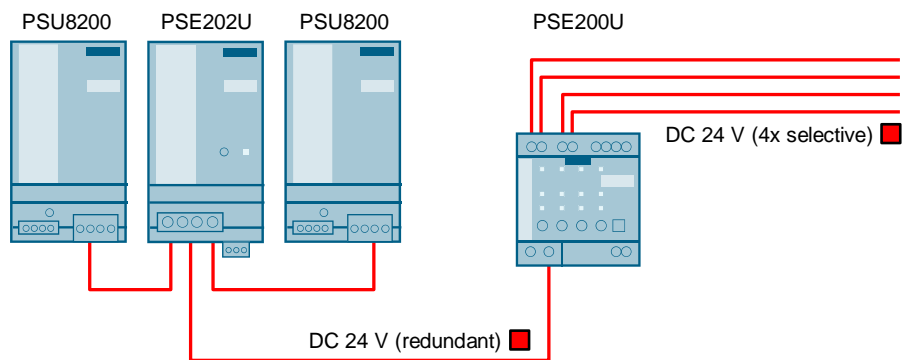 PSU8200
PSE202U
PSU8200
PSE200U
DC 24 V (4x selective)
DC 24 V (redundant)